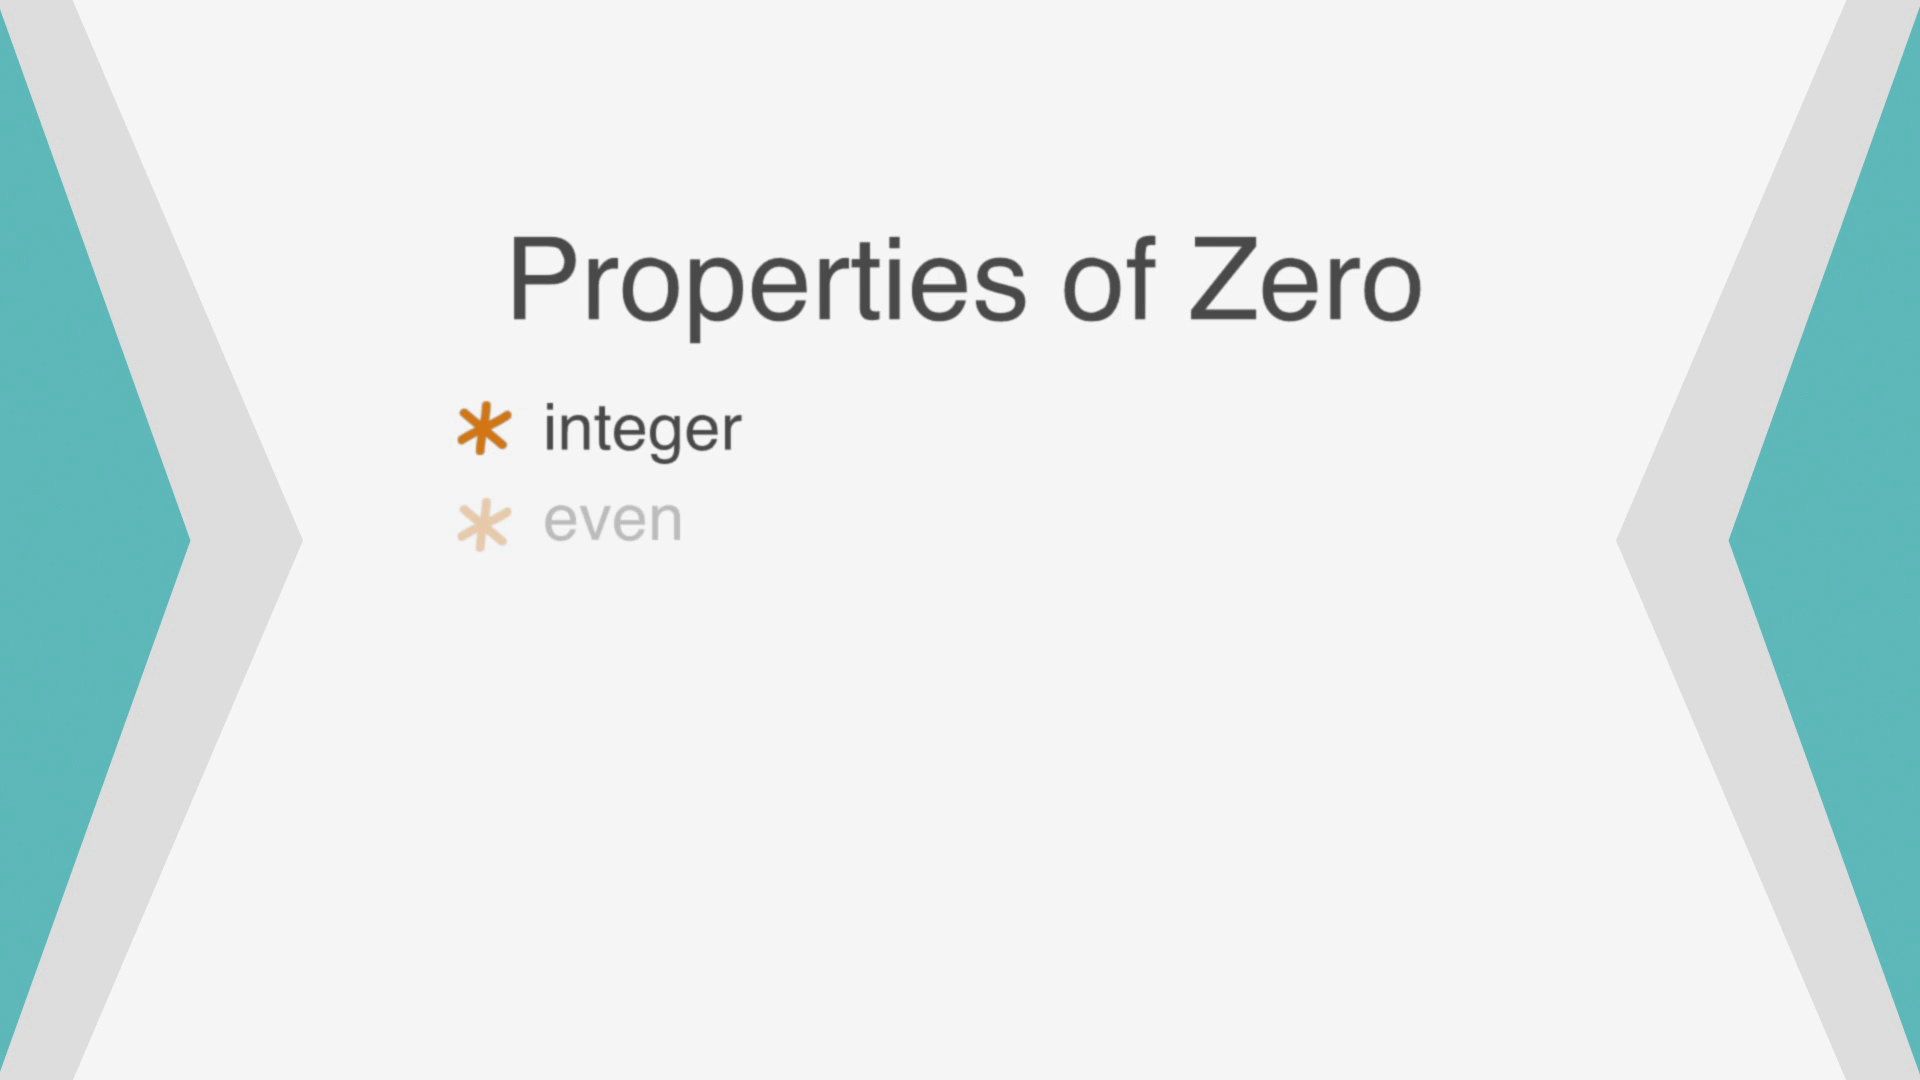 Properties of Zero
* integer
* even